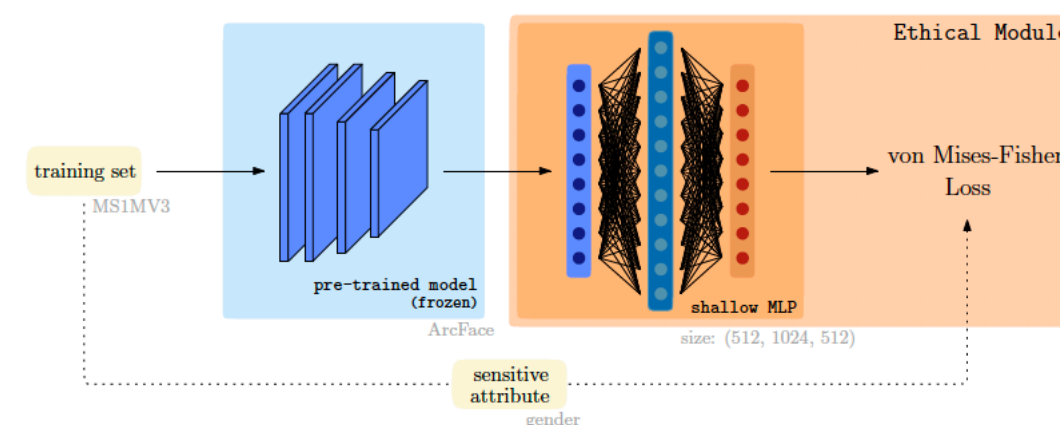 Ethical Module
training set
MS1MV3
pre-trained model
(frozen)
ArcFace
shallow MLP
size: (512, 1024, 512)
von Mises-Fisher
Loss
sensitive
attribute
gender